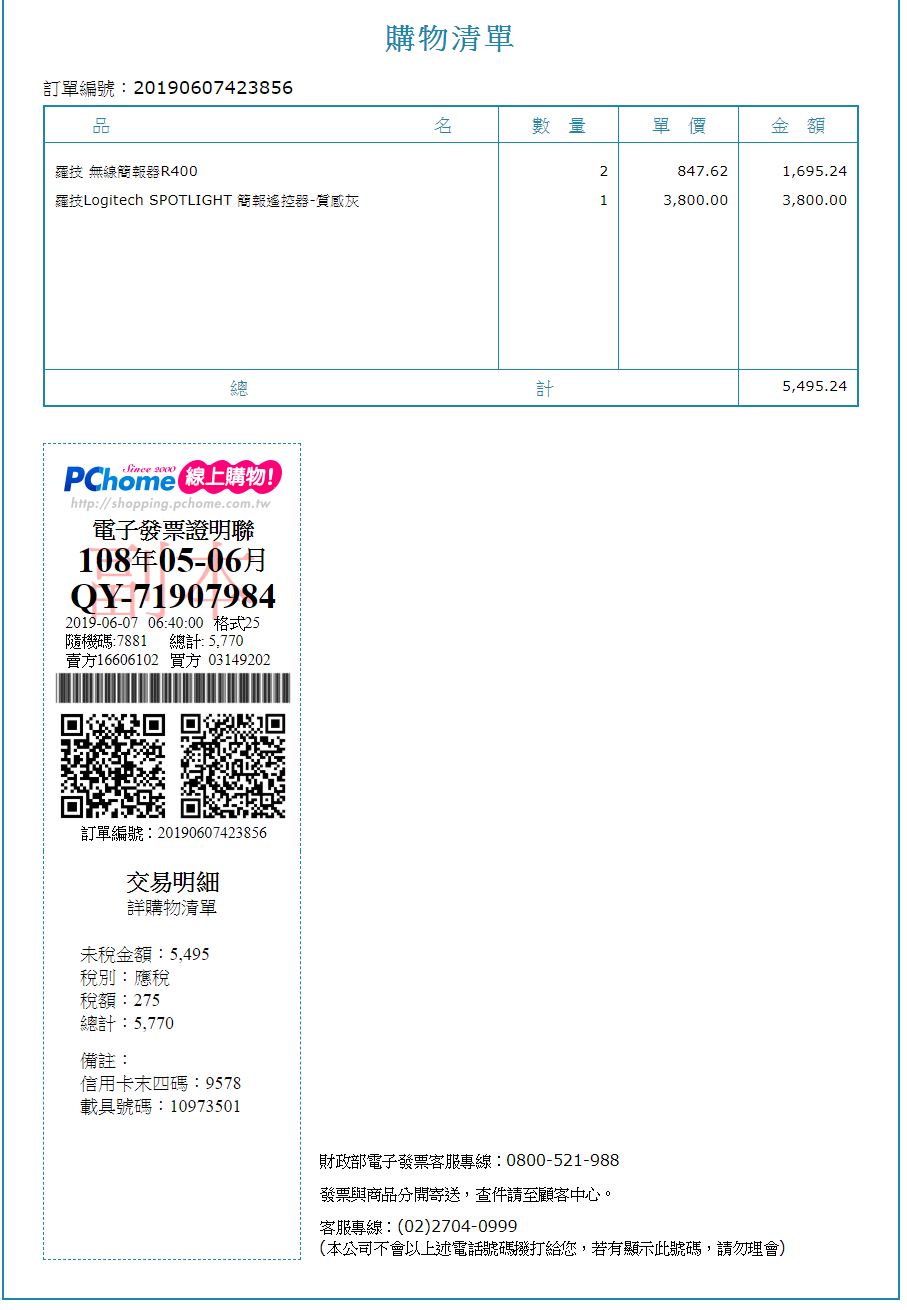 購物清單
訂單編號：20190607423856
品 名 數 量 單 價 金 額
羅技 無線簡報器R400 2 847.62 1,695.24
羅技Logitech SPOTLIGHT 簡報遙控器-質感灰 1 3,800.00 3,800.00
總 計 5,495.24
Since 2000
PChome 線上購物!
http://shopping.pchome.com.tw
電子發票證明聯
副本
108年05-06月
QY-71907984
2019-06-07 06:40:00 格式25
隨機碼:7881 總計: 5,770
賣方16606102 買方 03149202
訂單編號：20190607423856
交易明細
詳購物清單
未稅金額：5,495
稅別：應稅
稅額：275
總計：5,770
備註：
信用卡末四碼：9578
載具號碼：10973501
財政部電子發票客服專線：0800-521-988
發票與商品分開寄送，查件請至顧客中心。
客服專線：(02)2704-0999
(本公司不會以上述電話號碼撥打給您，若有顯示此號碼，請勿理會)